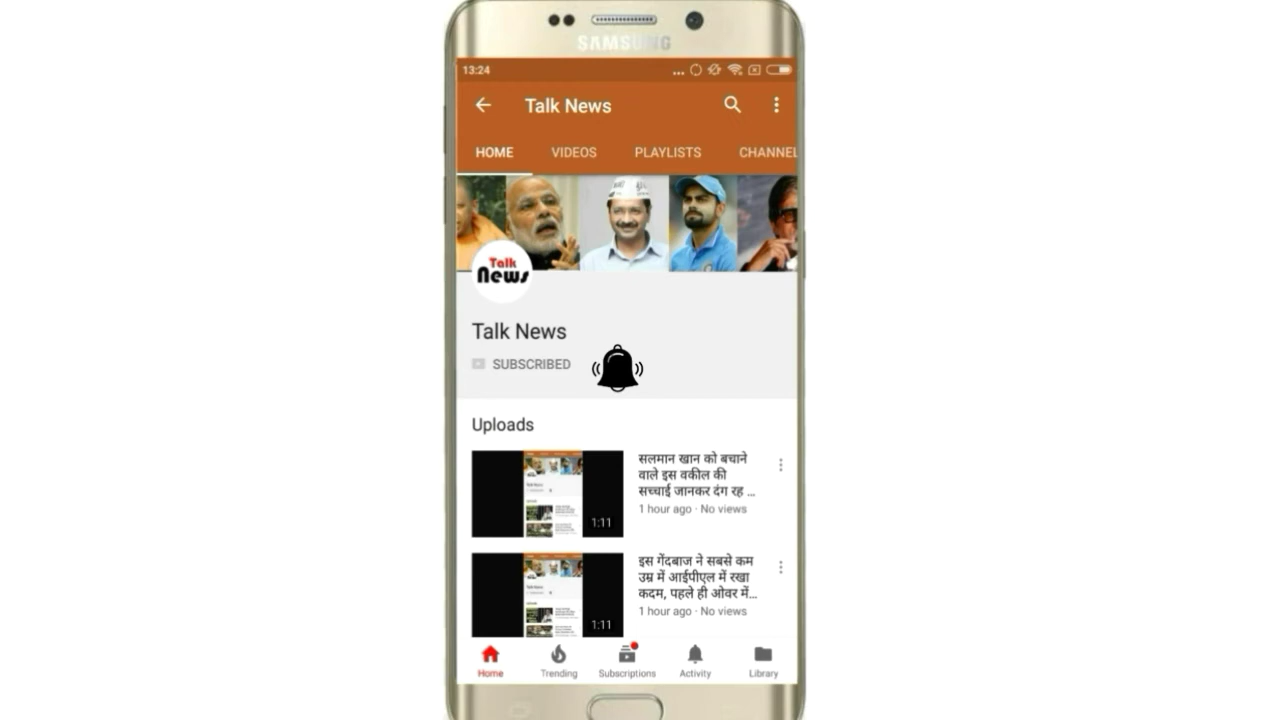 SAMSUNG
13:24
Talk News
HOME VIDEOS PLAYLISTS CHANNEL
Talk
News
Talk News
SUBSCRIBED
Uploads
सलमान खान को बचाने
वाले इस वकील की
सच्चाई जानकर दंग रह ...
1 hour ago · No views
1:11
इस गेंदबाज ने सबसे कम
उम्र में आईपीएल में रखा
कदम, पहले ही ओवर में...
1 hour ago · No views
1:11
Home Trending Subscriptions Activity Library